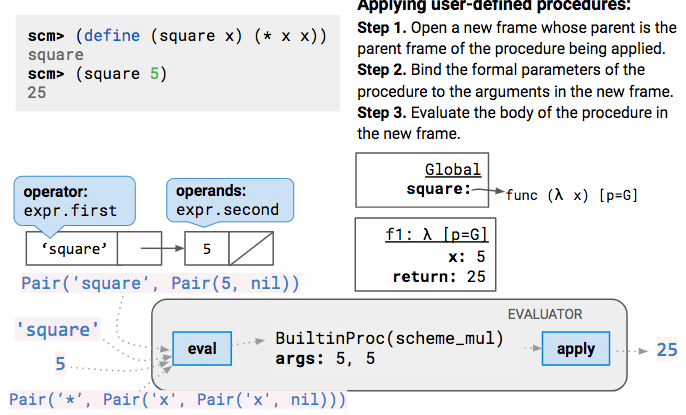 scm> (define (square x) (* x x))
square
scm> (square 5)
25
Applying user-defined procedures:
Step 1. Open a new frame whose parent is the
parent frame of the procedure being applied.
Step 2. Bind the formal parameters of the
procedure to the arguments in the new frame.
Step 3. Evaluate the body of the procedure in
the new frame.
operator:
expr.first
operands:
expr.second
‘square’
5
Pair('square', Pair(5, nil))
Global
square:
func (λ x) [p=G]
f1: λ [p=G]
x: 5
return: 25
EVALUATOR
'square'
5
Pair('*', Pair('x', Pair('x', nil)))
eval
BuiltinProc(scheme_mul)
args: 5, 5
apply
25